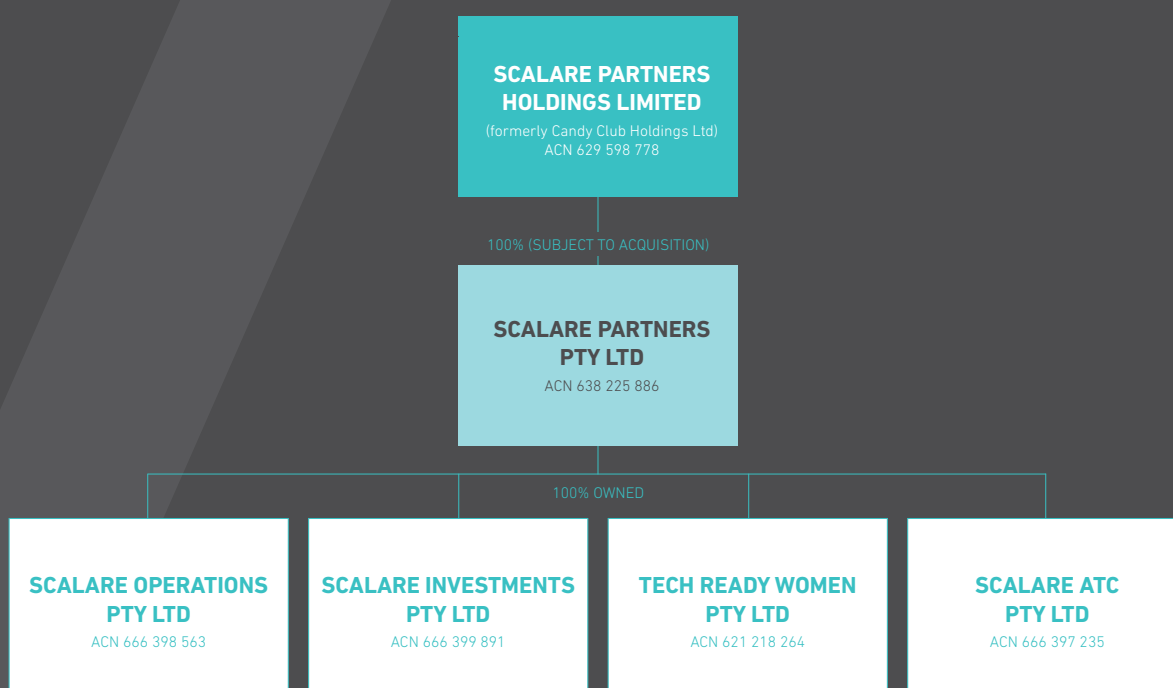 SCALARE PARTNERS
HOLDINGS LIMITED
(formerly Candy Club Holdings Ltd)
ACN 629 598 778
100% (SUBJECT TO ACQUISITION)
SCALARE PARTNERS
PTY LTD
ACN 638 225 886
100% OWNED
SCALARE OPERATIONS
PTY LTD
ACN 666 398 563
SCALARE INVESTMENTS
PTY LTD
ACN 666 399 891
TECH READY WOMEN
PTY LTD
ACN 621 218 264
SCALARE ATC
PTY LTD
ACN 666 397 235